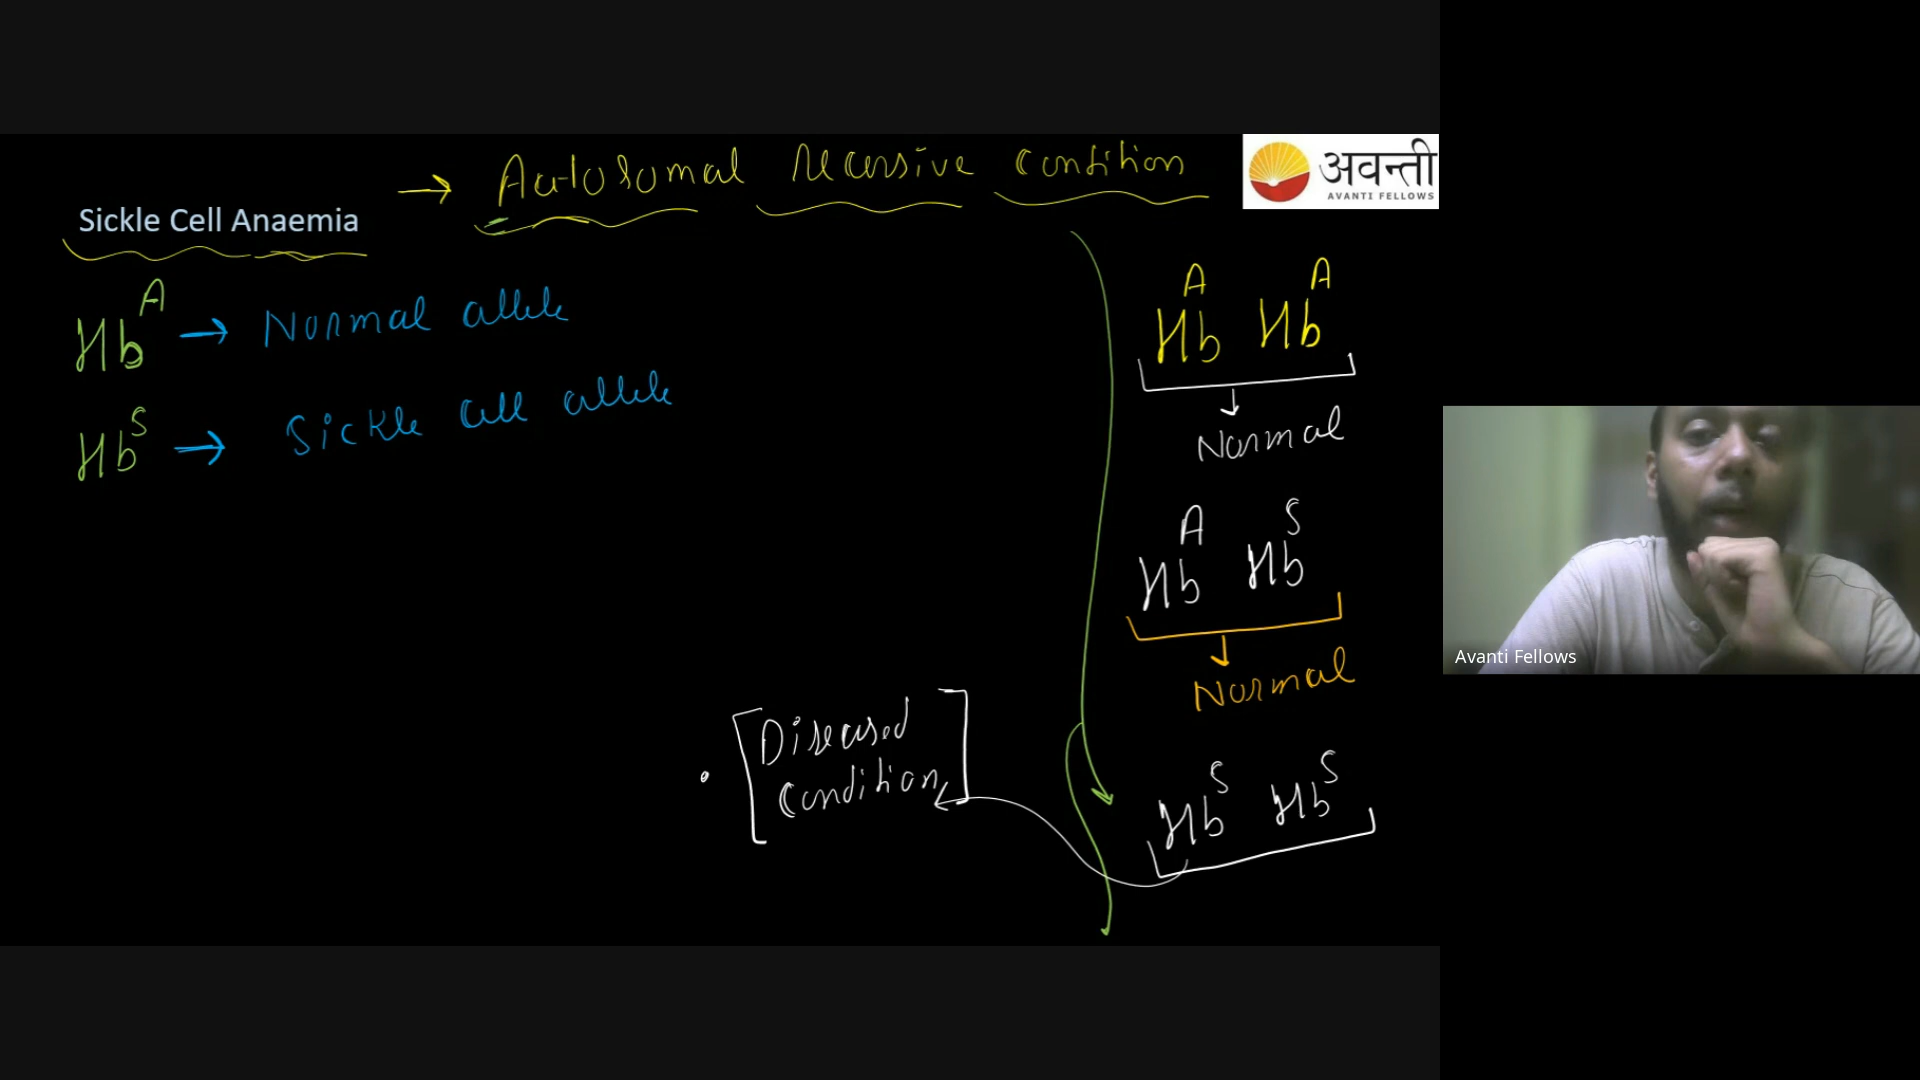 → Autosomal recessive condition
Sickle Cell Anaemia
अवन्ती
AVANTI FELLOWS
Hb^A → Normal allele
Hb^S → Sickle cell allele
Hb^A Hb^A
↓
Normal
Hb^A Hb^S
↓
Normal
Hb^S Hb^S
[Diseased
Condition]
Avanti Fellows